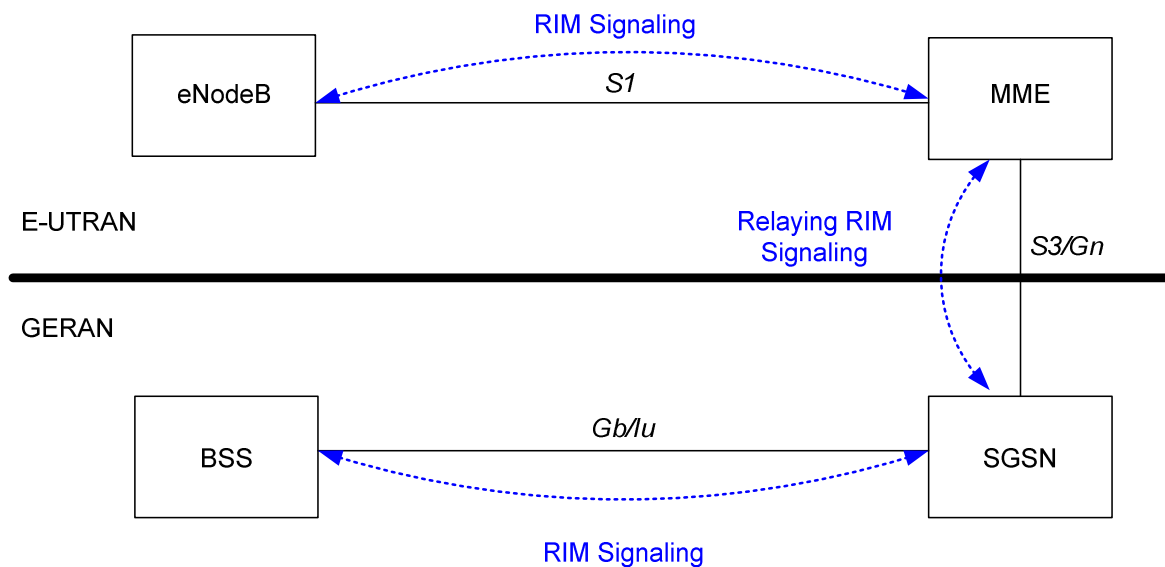 RIM Signaling
eNodeB
S1
MME
E-UTRAN
Relaying RIM
Signaling
S3/Gn
GERAN
BSS
Gb/Iu
SGSN
RIM Signaling